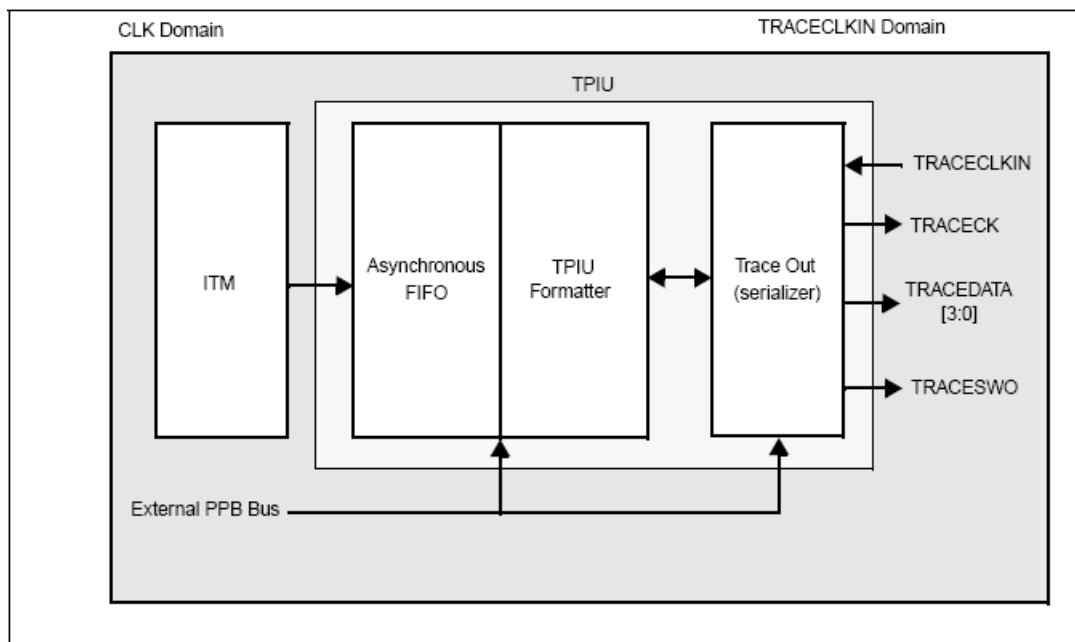 CLK Domain
TRACECLKIN Domain
TPIU
ITM
Asynchronous
FIFO
TPIU
Formatter
Trace Out
(serializer)
TRACECLKIN
TRACECK
TRACEDATA
[3:0]
TRACESWO
External PPB Bus